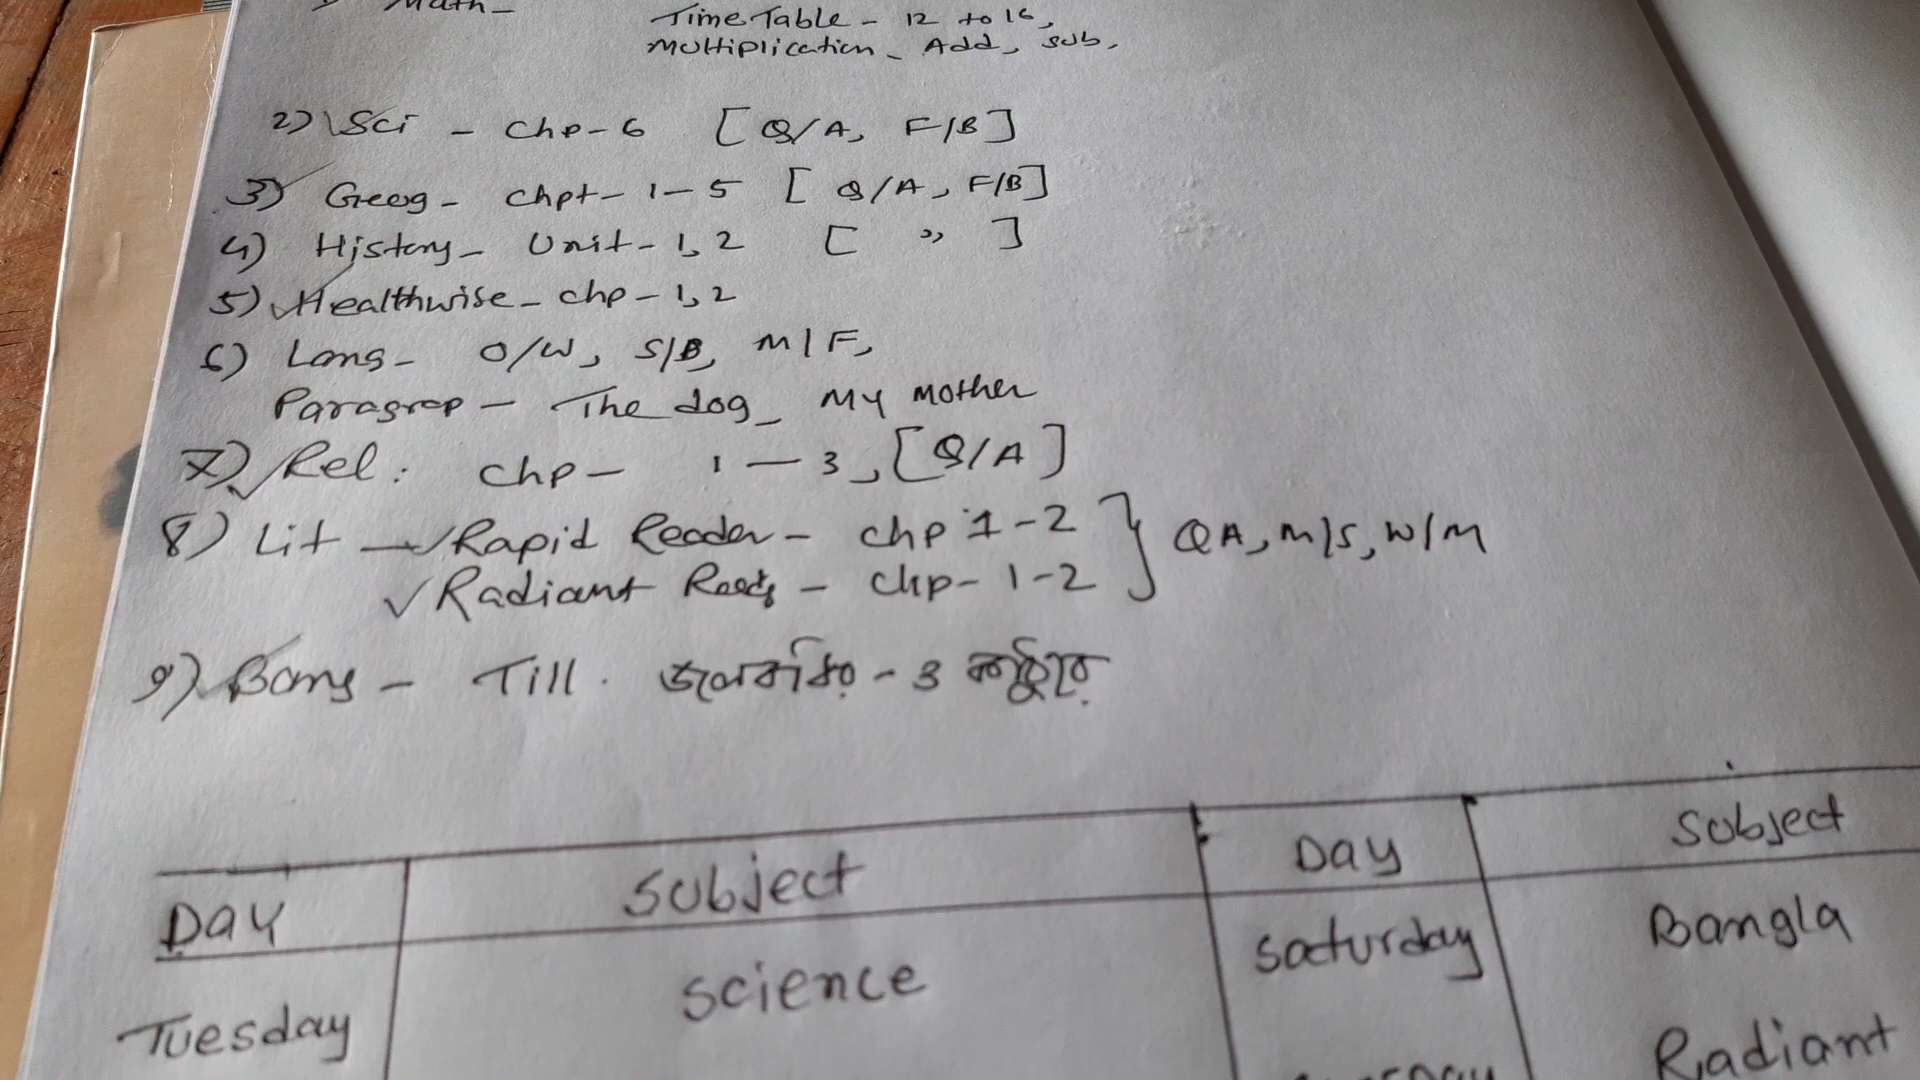 Math-
Time Table - 12 to 16,
Multiplication - Add, Sub,
2) Sci - Chp-6 [Q/A, F/B]
3) Geog - Chpt-1-5 [Q/A, F/B]
4) History - Unit-1,2 [ " ]
5) Healthwise - chp-1,2
6) Lang- O/W, S/B, M/F,
Paragrap - The dog_ My Mother
7) Rel: Chp- 1-3, [Q/A]
8) Lit - Rapid Reader - chp 1-2 } QA, M/S, W/M
Radiant - chp- 1-2
9) Bang - Till. - ও
DAY Subject Day Subject
Tuesday Science Saturday Bangla
Radiant